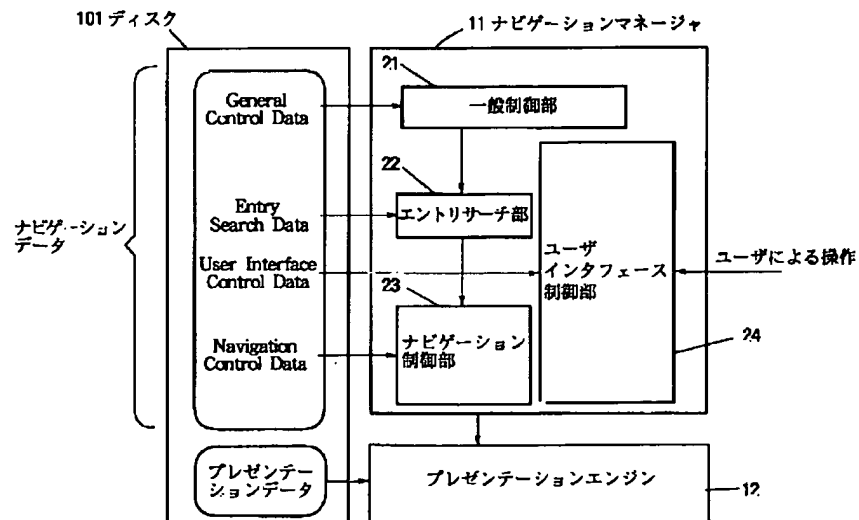 101 ディスク
11 ナビゲーションマネージャ
21
General
Control Data
一般制御部
22
Entry
Search Data
エントリサーチ部
ナビゲーション
データ
User Interface
Control Data
ユーザ
インタフェース
制御部
ユーザによる操作
23
Navigation
Control Data
ナビゲーション
制御部
24
プレゼンテー
ションデータ
プレゼンテーションエンジン
12